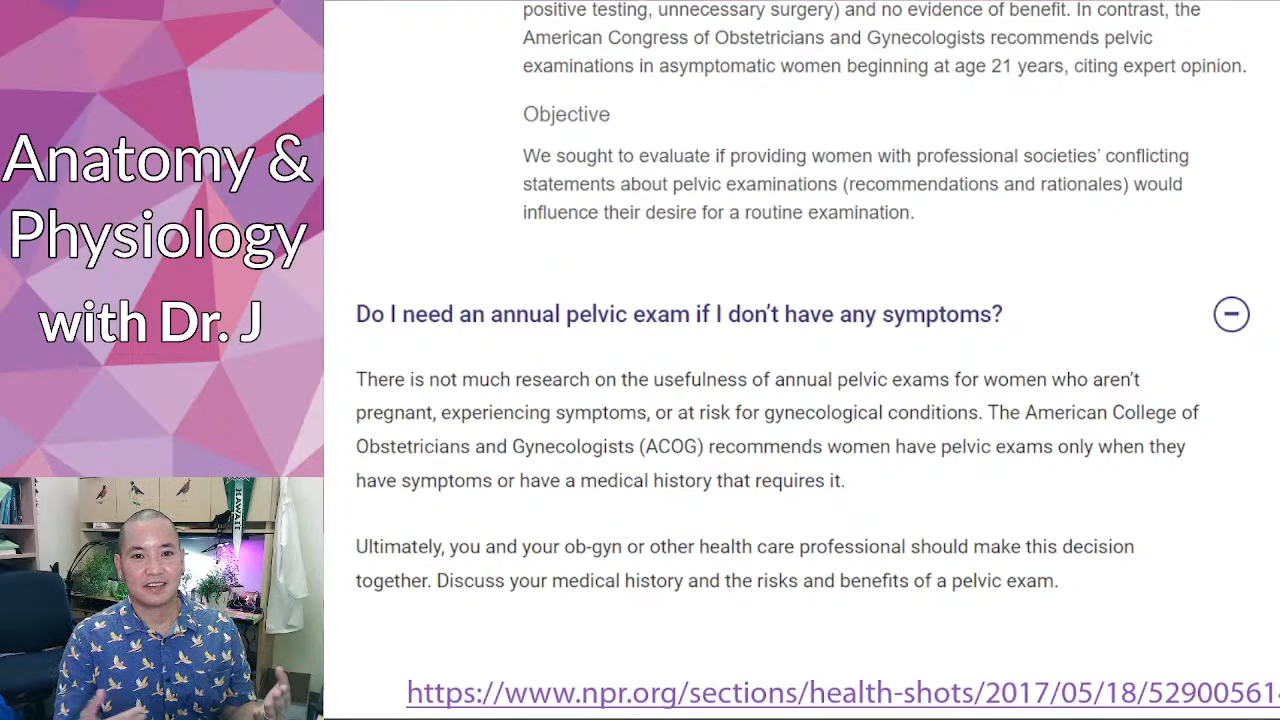 Anatomy &
Physiology
with Dr. J
HAWAII
positive testing, unnecessary surgery) and no evidence of benefit. In contrast, the
American Congress of Obstetricians and Gynecologists recommends pelvic
examinations in asymptomatic women beginning at age 21 years, citing expert opinion.
Objective
We sought to evaluate if providing women with professional societies’ conflicting
statements about pelvic examinations (recommendations and rationales) would
influence their desire for a routine examination.
Do I need an annual pelvic exam if I don’t have any symptoms?
There is not much research on the usefulness of annual pelvic exams for women who aren’t
pregnant, experiencing symptoms, or at risk for gynecological conditions. The American College of
Obstetricians and Gynecologists (ACOG) recommends women have pelvic exams only when they
have symptoms or have a medical history that requires it.
Ultimately, you and your ob-gyn or other health care professional should make this decision
together. Discuss your medical history and the risks and benefits of a pelvic exam.
https://www.npr.org/sections/health-shots/2017/05/18/52900561